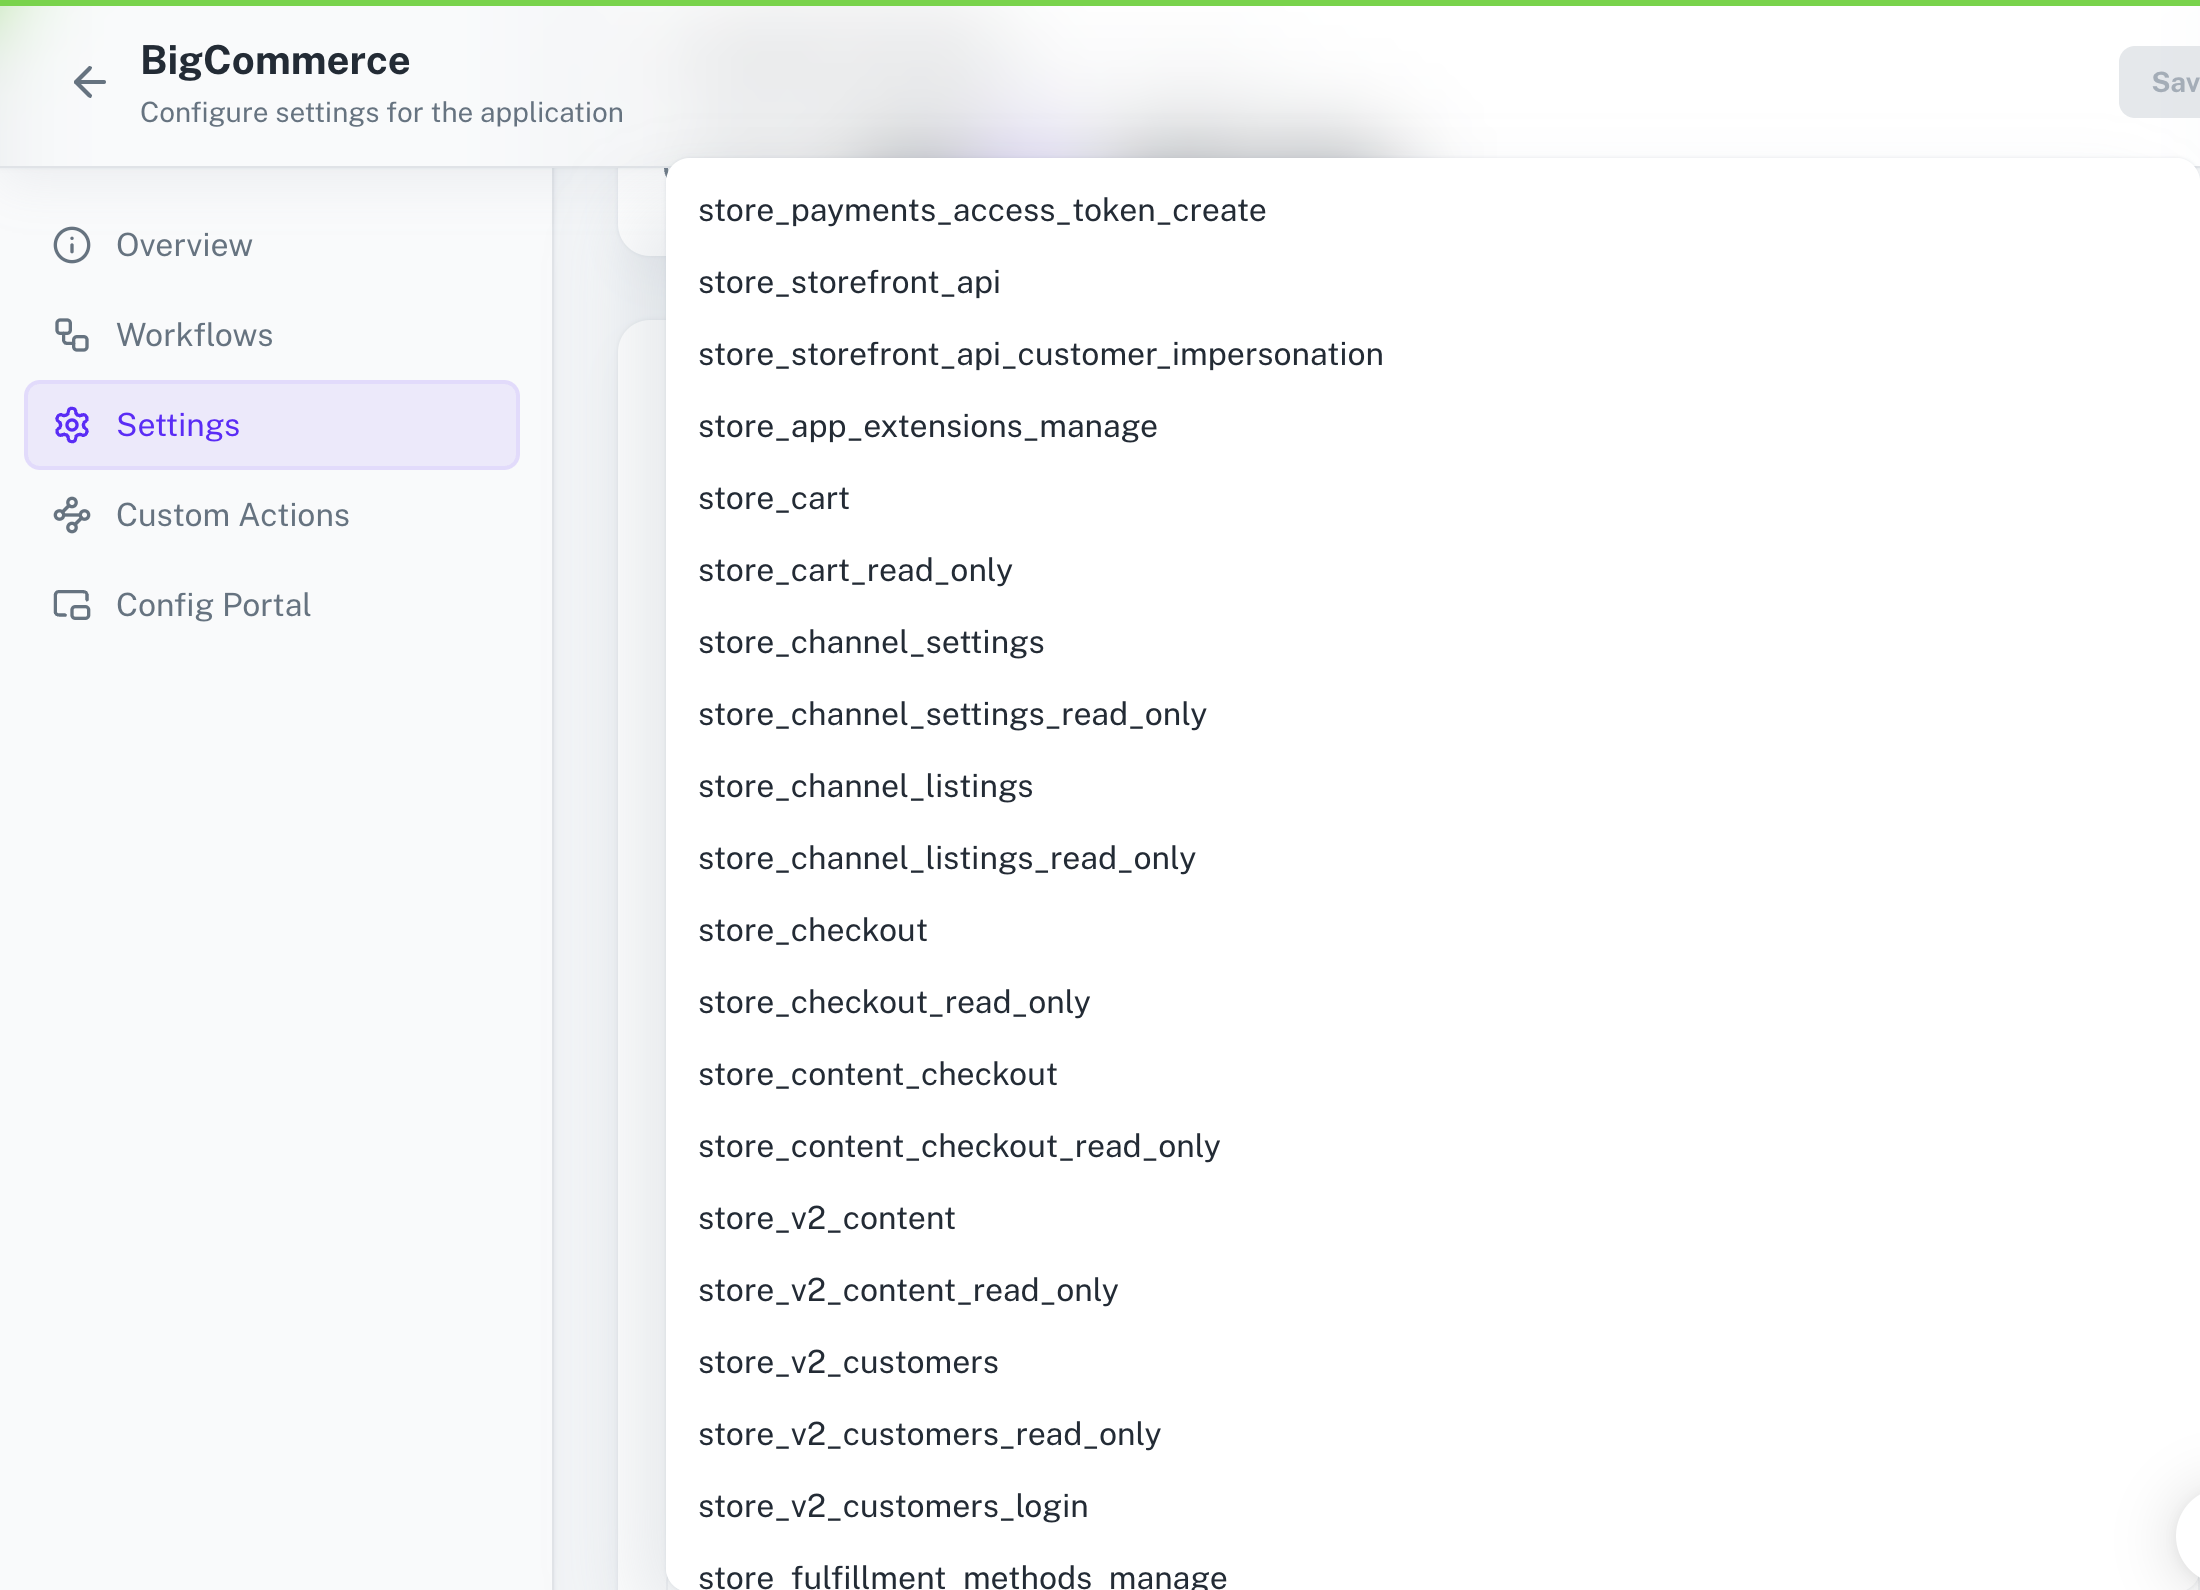 BigCommerce
Configure settings for the application
Overview
Workflows
Settings
Custom Actions
Config Portal
store_payments_access_token_create
store_storefront_api
store_storefront_api_customer_impersonation
store_app_extensions_manage
store_cart
store_cart_read_only
store_channel_settings
store_channel_settings_read_only
store_channel_listings
store_channel_listings_read_only
store_checkout
store_checkout_read_only
store_content_checkout
store_content_checkout_read_only
store_v2_content
store_v2_content_read_only
store_v2_customers
store_v2_customers_read_only
store_v2_customers_login
store_fulfillment_methods_manage